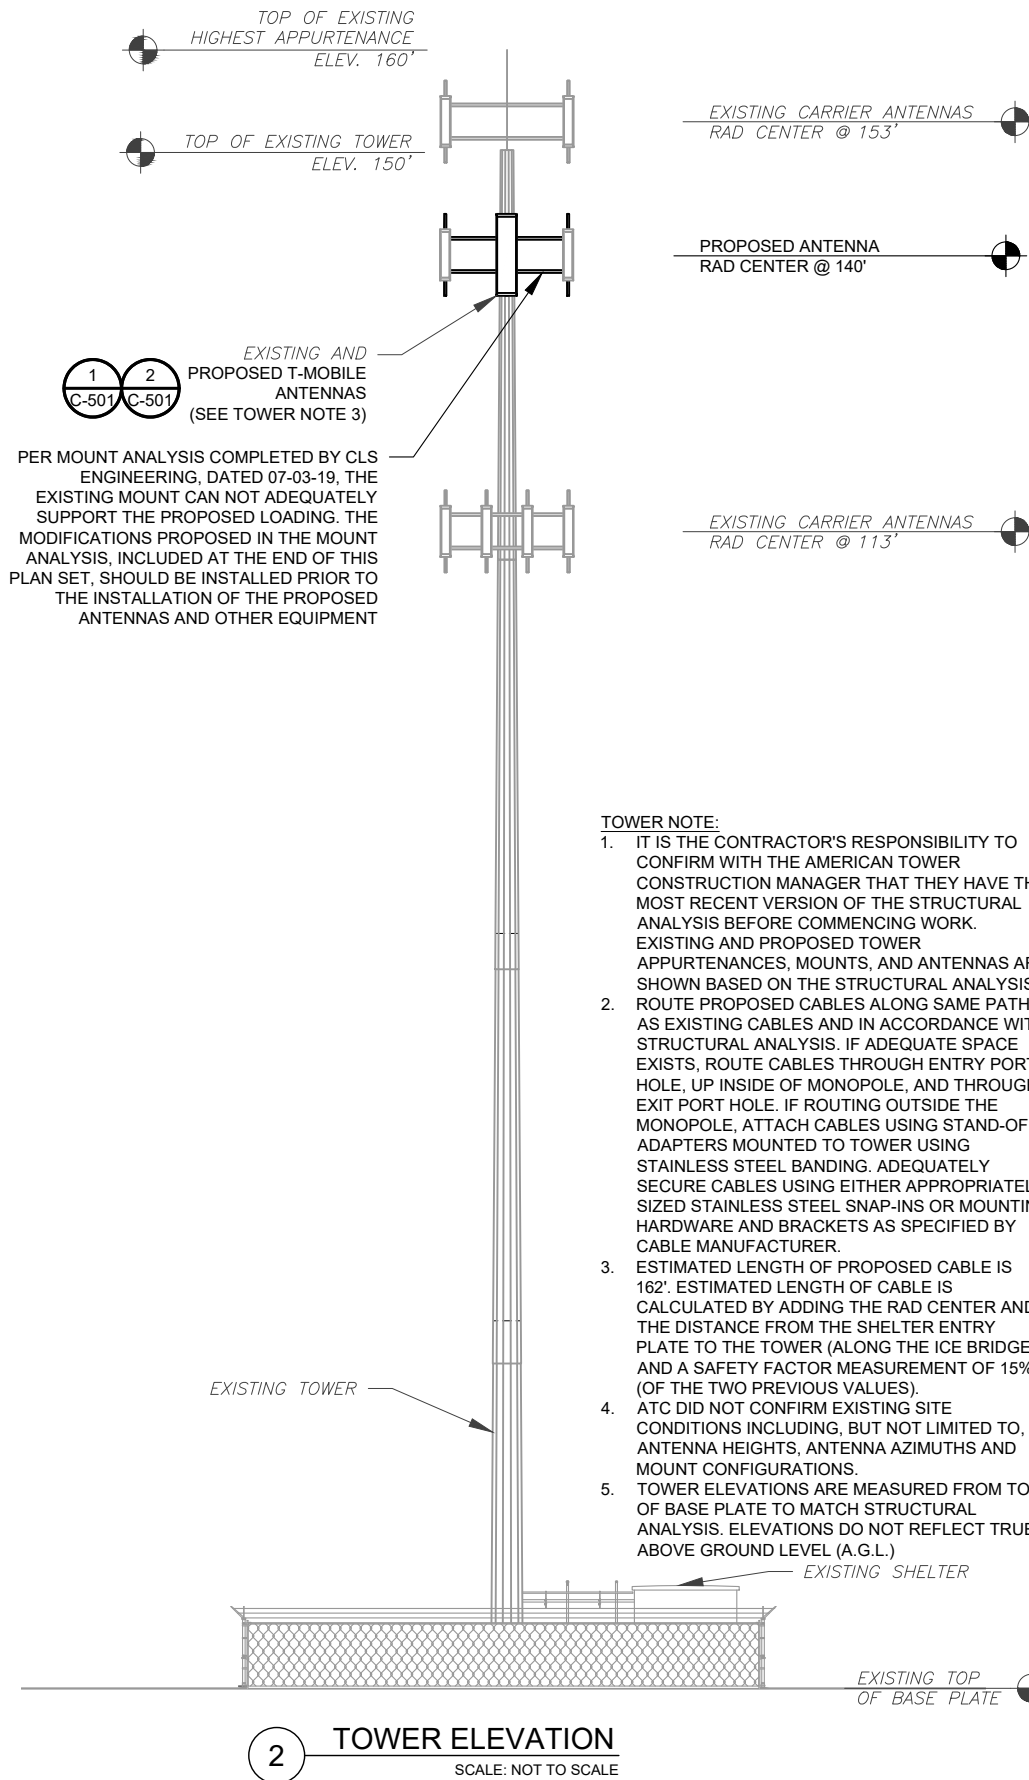 TOP OF EXISTING
HIGHEST APPURTENANCE
ELEV. 160'
TOP OF EXISTING TOWER
ELEV. 150'
EXISTING CARRIER ANTENNAS
RAD CENTER @ 153'
PROPOSED ANTENNA
RAD CENTER @ 140'
1
C-501
2
C-501
EXISTING AND
PROPOSED T-MOBILE
ANTENNAS
(SEE TOWER NOTE 3)
PER MOUNT ANALYSIS COMPLETED BY CLS
ENGINEERING, DATED 07-03-19, THE
EXISTING MOUNT CAN NOT ADEQUATELY
SUPPORT THE PROPOSED LOADING. THE
MODIFICATIONS PROPOSED IN THE MOUNT
ANALYSIS, INCLUDED AT THE END OF THIS
PLAN SET, SHOULD BE INSTALLED PRIOR TO
THE INSTALLATION OF THE PROPOSED
ANTENNAS AND OTHER EQUIPMENT
EXISTING CARRIER ANTENNAS
RAD CENTER @ 113'
TOWER NOTE:
1. IT IS THE CONTRACTOR'S RESPONSIBILITY TO
CONFIRM WITH THE AMERICAN TOWER
CONSTRUCTION MANAGER THAT THEY HAVE
MOST RECENT VERSION OF THE STRUCTURAL
ANALYSIS BEFORE COMMENCING WORK.
EXISTING AND PROPOSED TOWER
APPURTENANCES, MOUNTS, AND ANTENNAS
SHOWN BASED ON THE STRUCTURAL ANALYSIS
2. ROUTE PROPOSED CABLES ALONG SAME PATH
AS EXISTING CABLES AND IN ACCORDANCE
STRUCTURAL ANALYSIS. IF ADEQUATE SPACE
EXISTS, ROUTE CABLES THROUGH ENTRY PORT
HOLE, UP INSIDE OF MONOPOLE, AND THROUGH
EXIT PORT HOLE. IF ROUTING OUTSIDE THE
MONOPOLE, ATTACH CABLES USING STAND-OF
ADAPTERS MOUNTED TO TOWER USING
STAINLESS STEEL BANDING. ADEQUATELY
SECURE CABLES USING EITHER APPROPRIATEL
SIZED STAINLESS STEEL SNAP-INS OR MOUNTIN
HARDWARE AND BRACKETS AS SPECIFIED BY
CABLE MANUFACTURER.
3. ESTIMATED LENGTH OF PROPOSED CABLE IS
162'. ESTIMATED LENGTH OF CABLE IS
CALCULATED BY ADDING THE RAD CENTER AND
THE DISTANCE FROM THE SHELTER ENTRY
PLATE TO THE TOWER (ALONG THE ICE BRIDGE
AND A SAFETY FACTOR MEASUREMENT OF 15%
(OF THE TWO PREVIOUS VALUES).
4. ATC DID NOT CONFIRM EXISTING SITE
CONDITIONS INCLUDING, BUT NOT LIMITED TO,
ANTENNA HEIGHTS, ANTENNA AZIMUTHS AND
MOUNT CONFIGURATIONS.
5. TOWER ELEVATIONS ARE MEASURED FROM TO
OF BASE PLATE TO MATCH STRUCTURAL
ANALYSIS. ELEVATIONS DO NOT REFLECT TRUE
ABOVE GROUND LEVEL (A.G.L.)
EXISTING TOWER
EXISTING SHELTER
EXISTING TOP
OF BASE PLATE
2
TOWER ELEVATION
SCALE: NOT TO SCALE